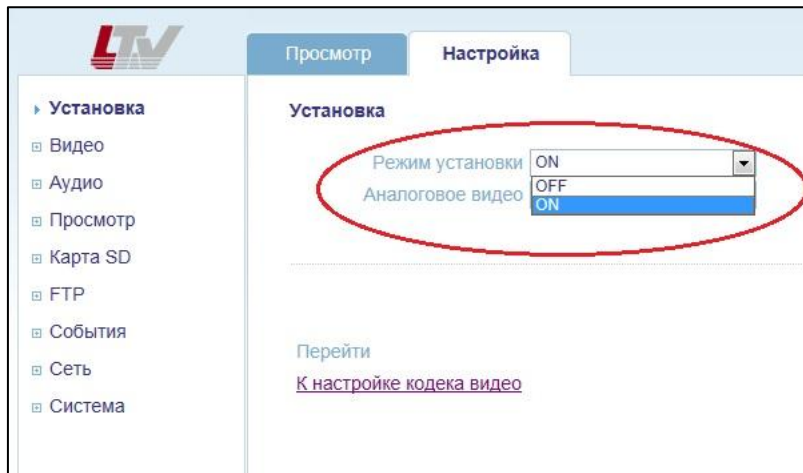 LTV
Просмотр
Настройка
Установка
Видео
Аудио
Просмотр
Карта SD
FTP
События
Сеть
Система
Установка
Режим установки ON
OFF
Аналоговое видео
ON
Перейти
К настройке кодека видео